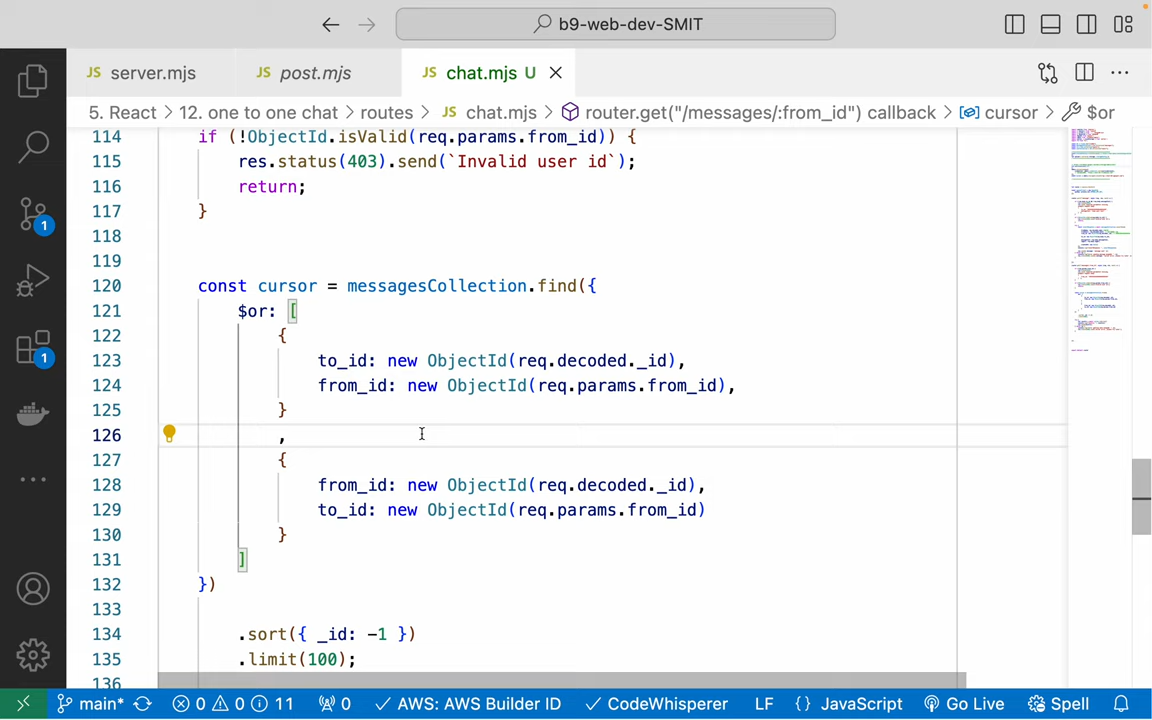 b9-web-dev-SMIT
JS server.mjs JS post.mjs JS chat.mjs U
5. React > 12. one to one chat > routes > JS chat.mjs > router.get("/messages/:from_id") callback > cursor > $or
114 if (!ObjectId.isValid(req.params.from_id)) {
115 res.status(403).send(`Invalid user id`);
116 return;
117 }
118
119
120 const cursor = messagesCollection.find({
121 $or: [
122 {
123 to_id: new ObjectId(req.decoded._id),
124 from_id: new ObjectId(req.params.from_id),
125 }
126 ,
127 {
128 from_id: new ObjectId(req.decoded._id),
129 to_id: new ObjectId(req.params.from_id)
130 }
131 ]
132 })
133
134 .sort({ _id: -1 })
135 .limit(100);
136
1
1
main* 0 0 11 0 AWS: AWS Builder ID CodeWhisperer LF {} JavaScript Go Live Spell